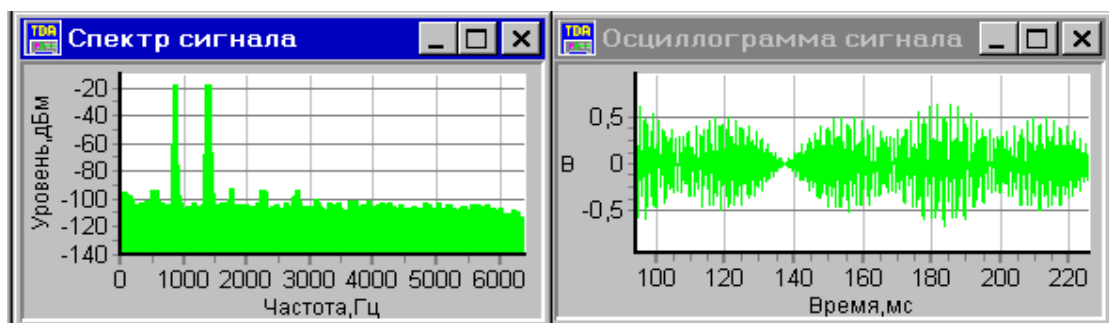 TDA
Спектр сигнала
Уровень,дБм
-20
-40
-60
-80
-100
-120
-140
0 1000 2000 3000 4000 5000 6000
Частота,Гц
TDA
Осциллограмма сигнала
В
0,5
0
-0,5
100 120 140 160 180 200 220
Время,мс